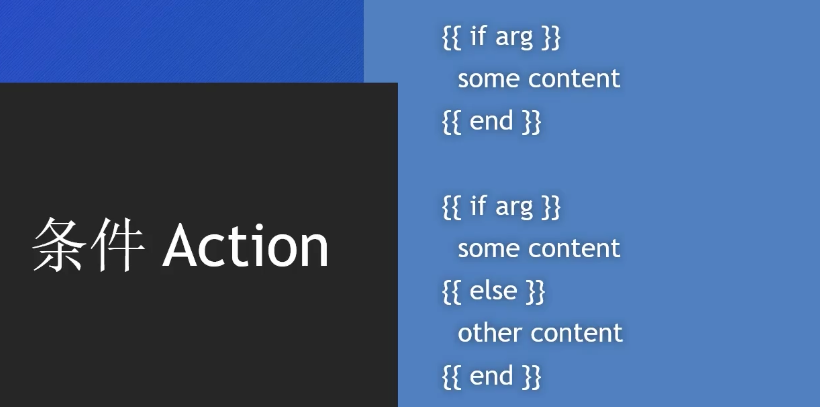 条件 Action
{{ if arg }}
some content
{{ end }}
{{ if arg }}
some content
{{ else }}
other content
{{ end }}